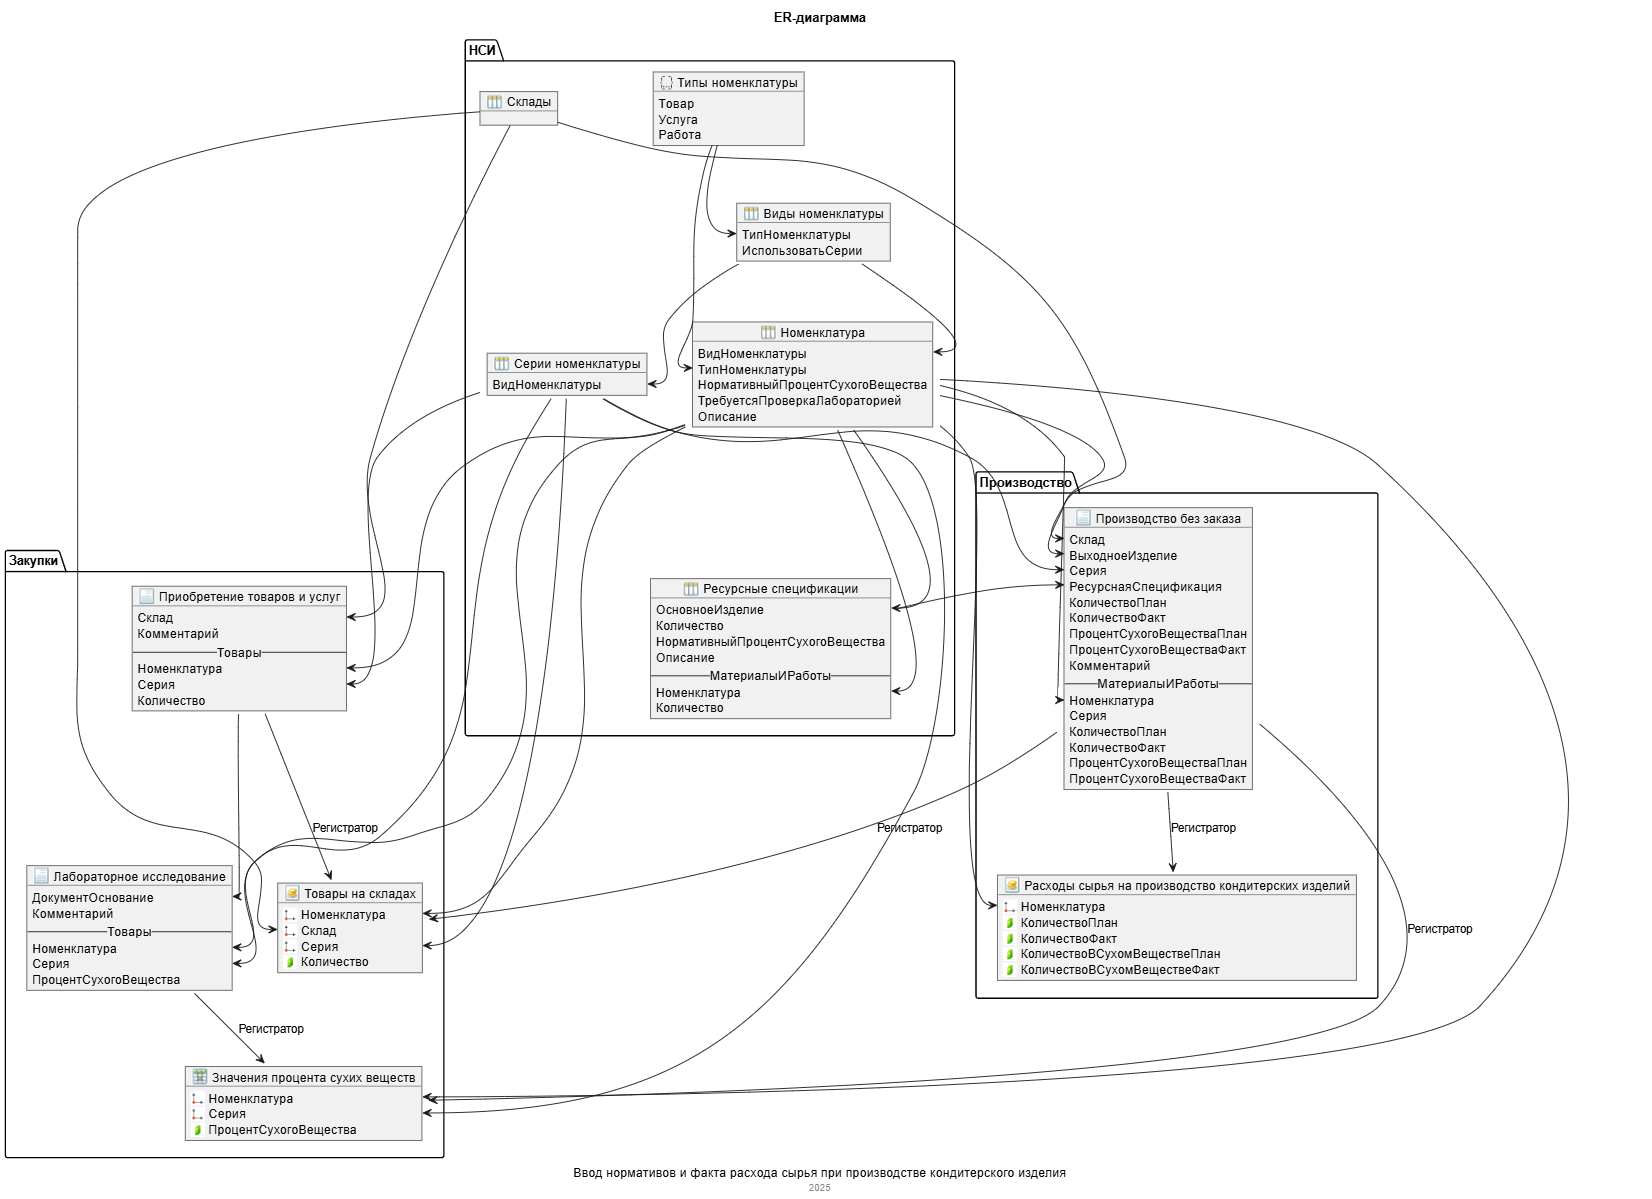 ER-диаграмма
НСИ
Склады
Типы номенклатуры
Товар
Услуга
Работа
Виды номенклатуры
ТипНоменклатуры
ИспользоватьСерии
Серии номенклатуры
ВидНоменклатуры
Номенклатура
ВидНоменклатуры
ТипНоменклатуры
НормативныйПроцентСухогоВещества
ТребуетсяПроверкаЛабораторией
Описание
Ресурсные спецификации
ОсновноеИзделие
Количество
НормативныйПроцентСухогоВещества
Описание
МатериалыИРаботы
Номенклатура
Количество
Производство
Производство без заказа
Склад
ВыходноеИзделие
Серия
РесурснаяСпецификация
КоличествоПлан
КоличествоФакт
ПроцентСухогоВеществаПлан
ПроцентСухогоВеществаФакт
Комментарий
МатериалыИРаботы
Номенклатура
Серия
КоличествоПлан
КоличествоФакт
ПроцентСухогоВеществаПлан
ПроцентСухогоВеществаФакт
Регистратор
Регистратор
Регистратор
Расходы сырья на производство кондитерских изделий
Номенклатура
КоличествоПлан
КоличествоФакт
КоличествоВСухомВеществеПлан
КоличествоВСухомВеществеФакт
Закупки
Приобретение товаров и услуг
Склад
Комментарий
Товары
Номенклатура
Серия
Количество
Регистратор
Лабораторное исследование
ДокументОснование
Комментарий
Товары
Номенклатура
Серия
ПроцентСухогоВещества
Товары на складах
Номенклатура
Склад
Серия
Количество
Регистратор
Значения процента сухих веществ
Номенклатура
Серия
ПроцентСухогоВещества
Ввод нормативов и факта расхода сырья при производстве кондитерского изделия
2025